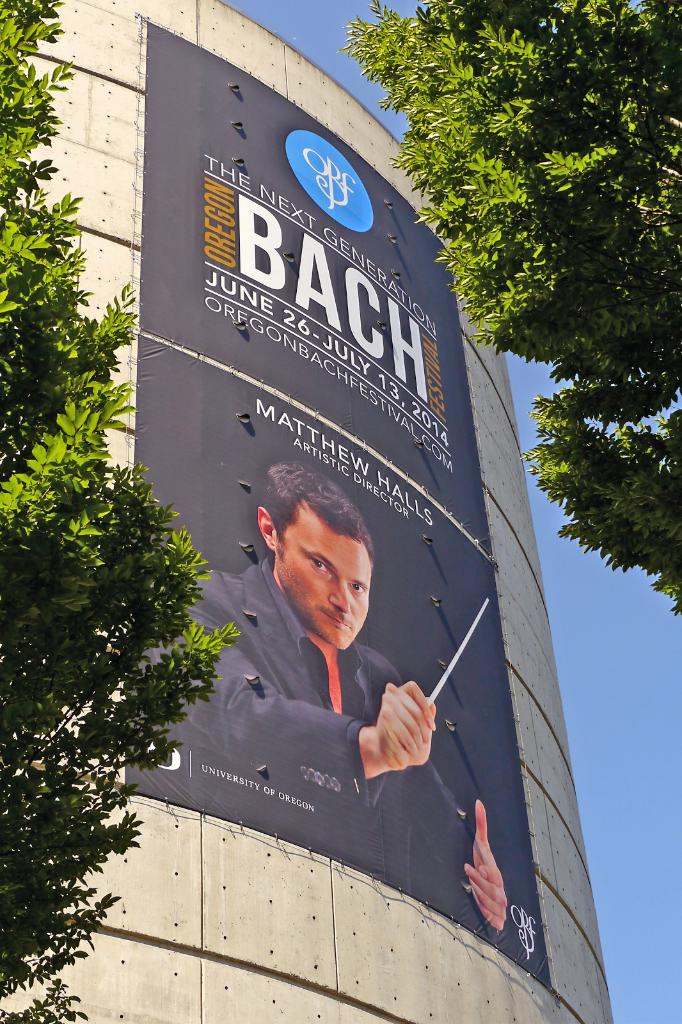 OBF
THE NEXT GENERATION
OREGON
BACH
FESTIVAL
JUNE 26-JULY 13, 2014
OREGONBACHFESTIVAL.COM
MATTHEW HALLS
ARTISTIC DIRECTOR
UNIVERSITY OF OREGON
OBF